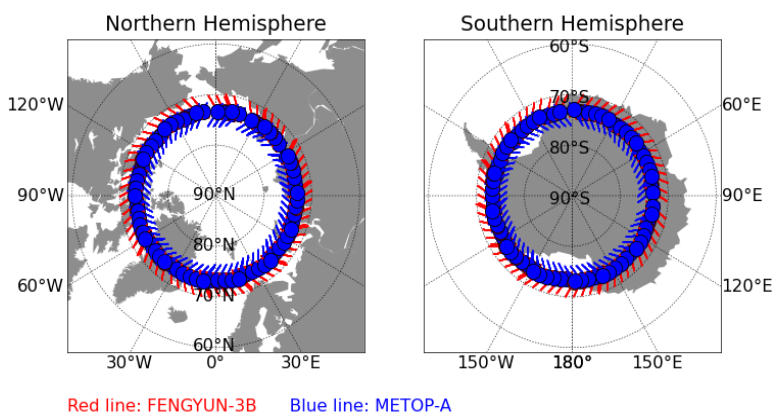 Northern Hemisphere
Southern Hemisphere
60°S
120°W
70°S
60°E
80°S
90°W
90°N
90°S
90°E
80°N
60°W
70°N
120°E
60°N
30°W
0°
30°E
150°W
180°
150°E
Red line: FENGYUN-3B
Blue line: METOP-A